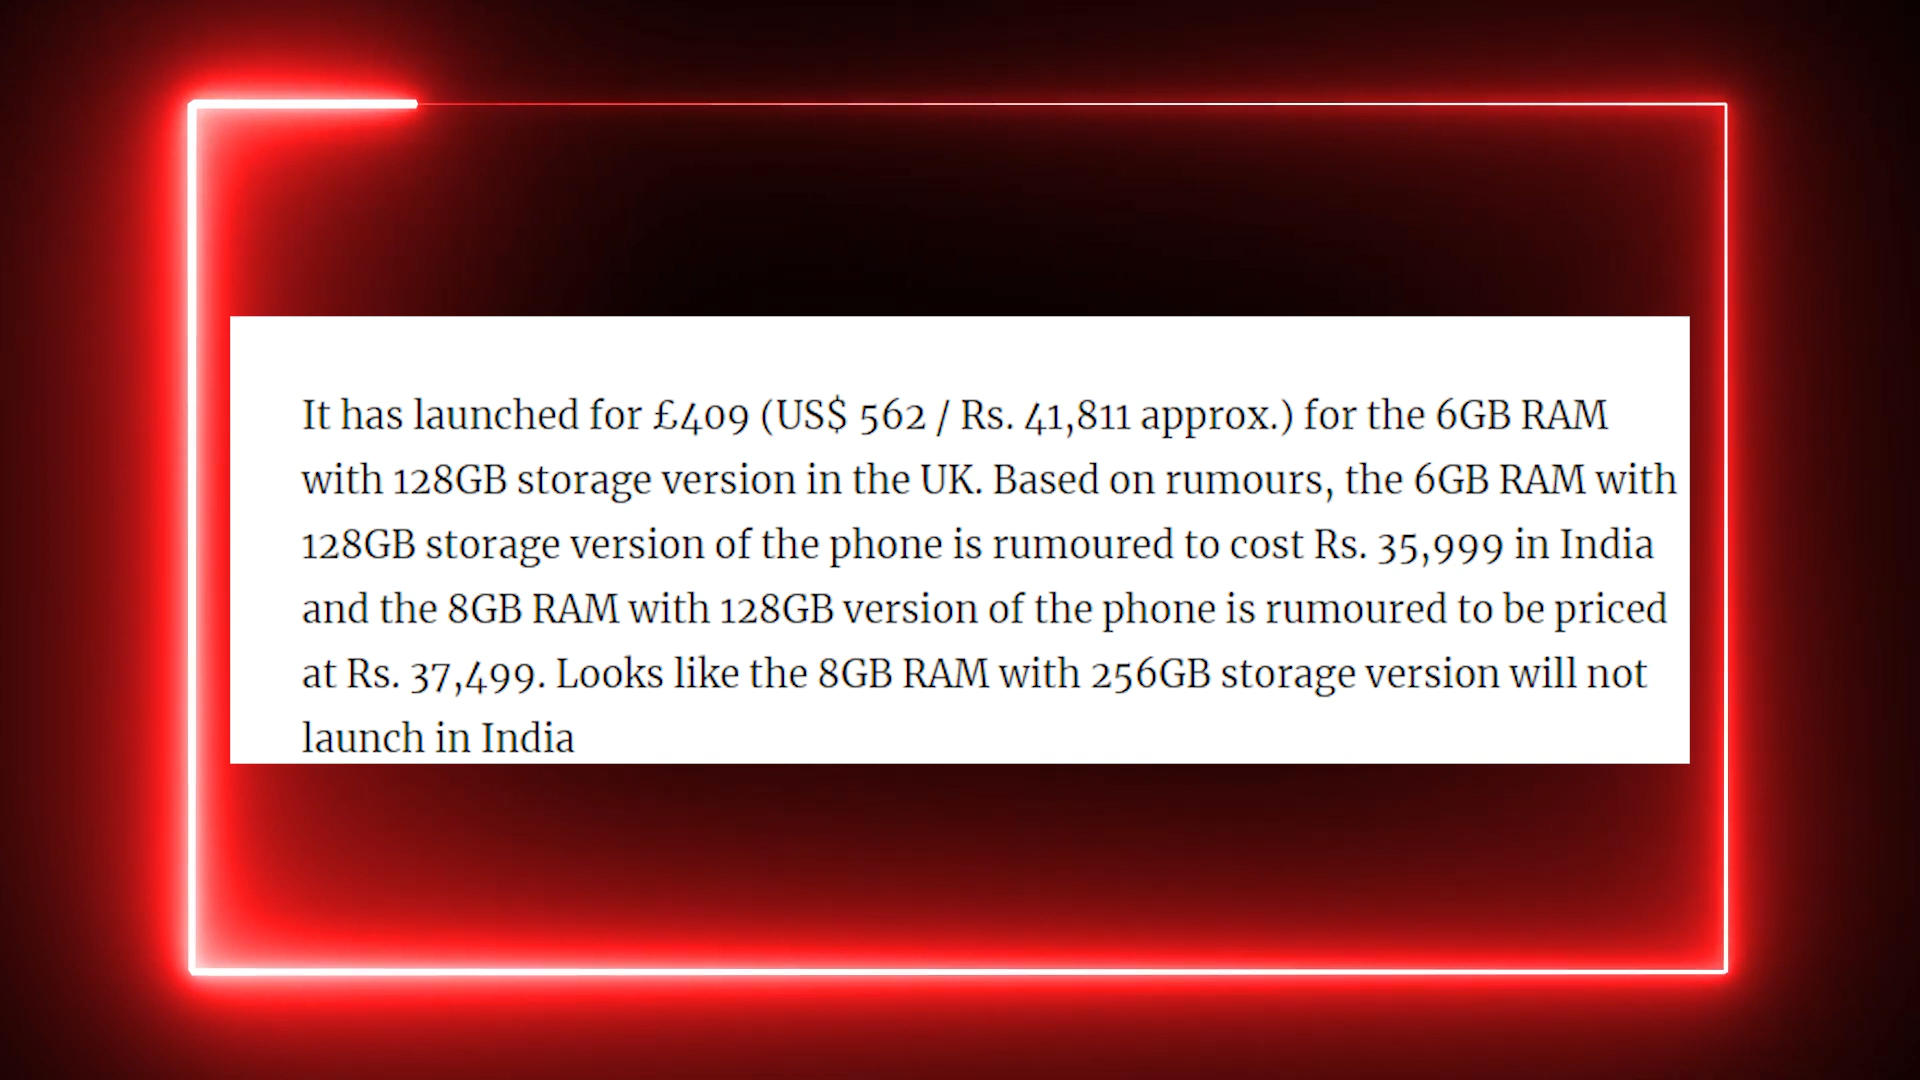 It has launched for £409 (US$ 562 / Rs. 41,811 approx.) for the 6GB RAM
with 128GB storage version in the UK. Based on rumours, the 6GB RAM with
128GB storage version of the phone is rumoured to cost Rs. 35,999 in India
and the 8GB RAM with 128GB version of the phone is rumoured to be priced
at Rs. 37,499. Looks like the 8GB RAM with 256GB storage version will not
launch in India